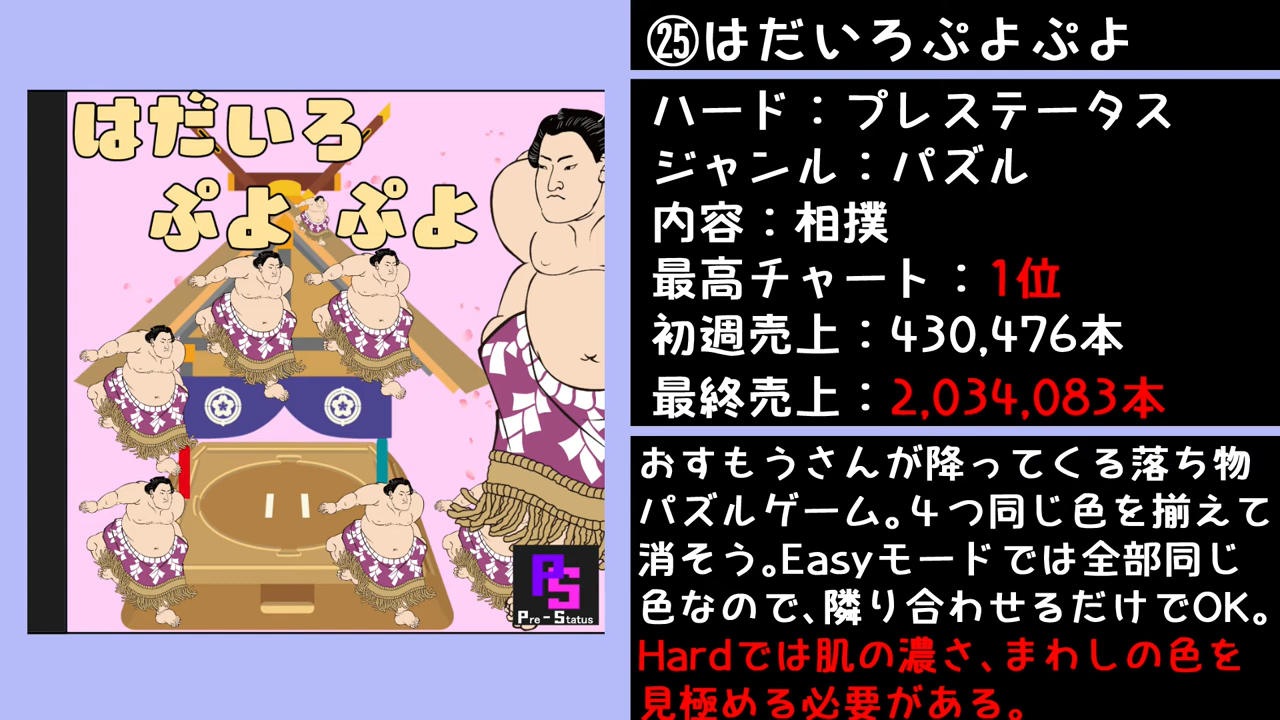 はだいろ
ぷよぷよ
PS
Pre-Status
㉕はだいろぷよぷよ
ハード：プレステータス
ジャンル：パズル
内容：相撲
最高チャート：1位
初週売上：430,476本
最終売上：2,034,083本
おすもうさんが降ってくる落ち物
パズルゲーム。４つ同じ色を揃えて
消そう。Easyモードでは全部同じ
色なので、隣り合わせるだけでOK。
Hardでは肌の濃さ、まわしの色を
見極める必要がある。